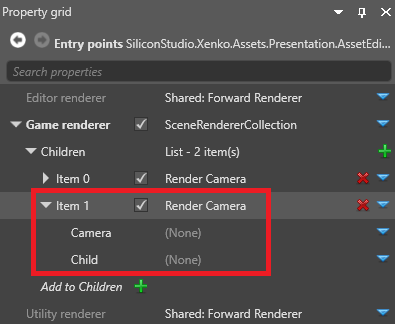 Property grid
Entry points SiliconStudio.Xenko.Assets.Presentation.AssetEdi...
Search properties
Editor renderer Shared: Forward Renderer
Game renderer SceneRendererCollection
Children List - 2 item(s)
Item 0 Render Camera
Item 1 Render Camera
Camera (None)
Child (None)
Add to Children
Utility renderer Shared: Forward Renderer